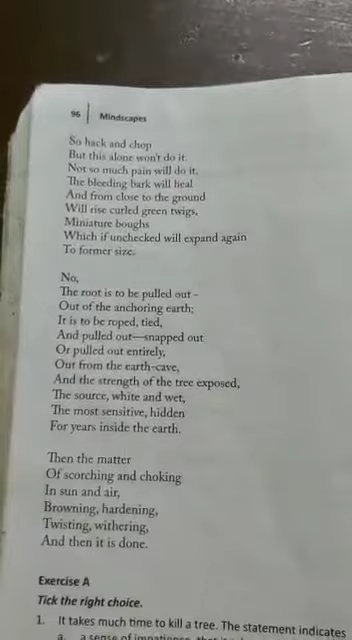 96 | Mindscapes
So hack and chop
But this alone won't do it.
Not so much pain will do it.
The bleeding bark will heal
And from close to the ground
Will rise curled green twigs,
Miniature boughs
Which if unchecked will expand again
To former size.
No,
The root is to be pulled out -
Out of the anchoring earth;
It is to be roped, tied,
And pulled out—snapped out
Or pulled out entirely,
Out from the earth-cave,
And the strength of the tree exposed,
The source, white and wet,
The most sensitive, hidden
For years inside the earth.
Then the matter
Of scorching and choking
In sun and air,
Browning, hardening,
Twisting, withering,
And then it is done.
Exercise A
Tick the right choice.
1. It takes much time to kill a tree. The statement indicates
a. a sense of impatience,